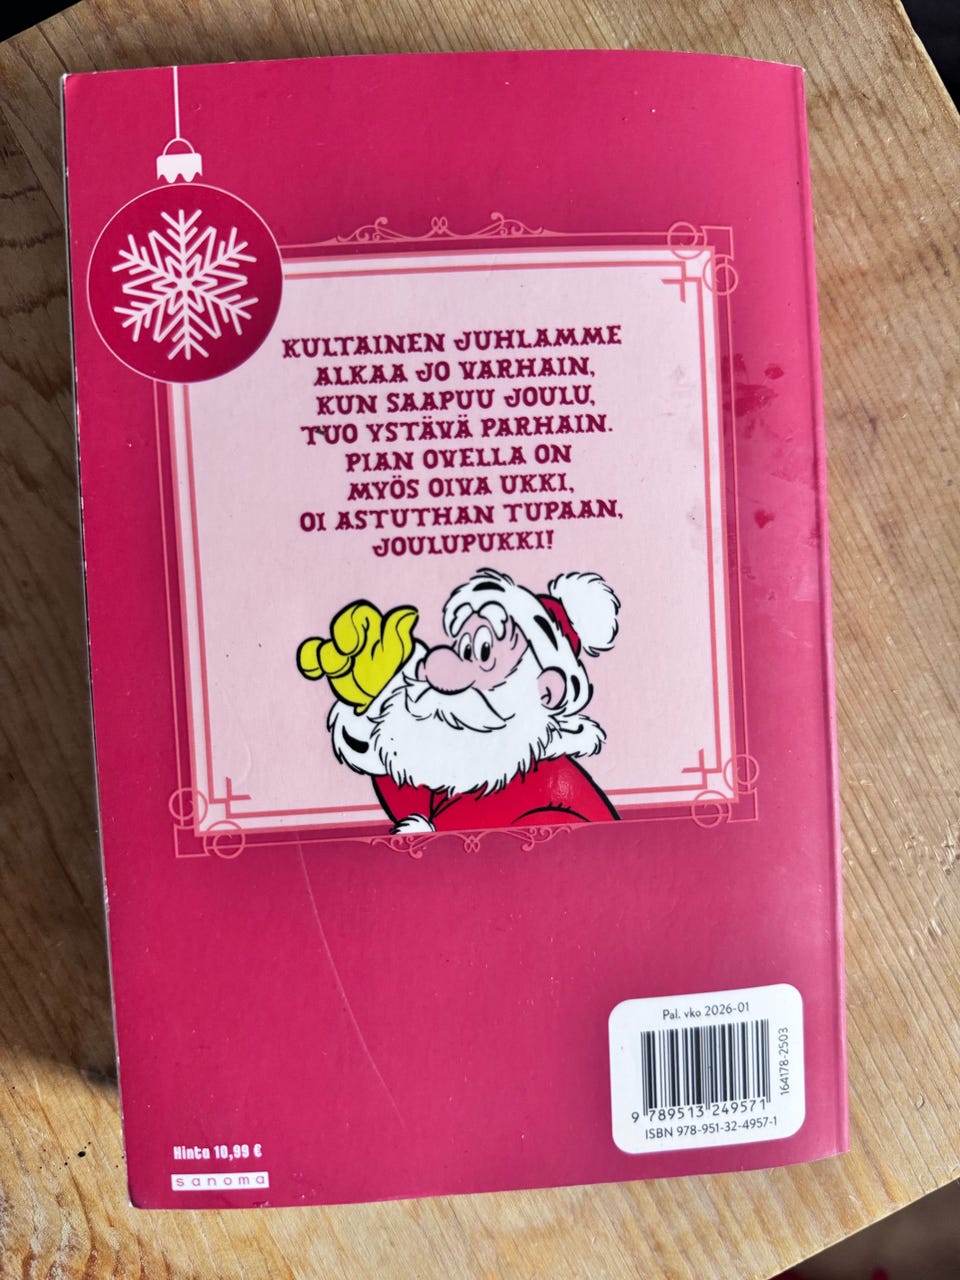 KULTAINEN JUHLAMME
ALKAA JO VARHAIN,
KUN SAAPUU JOULU,
TUO YSTÄVÄ PARHAIN.
PIAN OVELLA ON
MYÖS OIVA UKKI,
OI ASTUTHAN TUPAAN,
JOULUPUKKI!
Pal. vko 2026-01
164178-2503
9 789513 249571
ISBN 978-951-32-4957-1
Hinta 10,99 €
sanoma